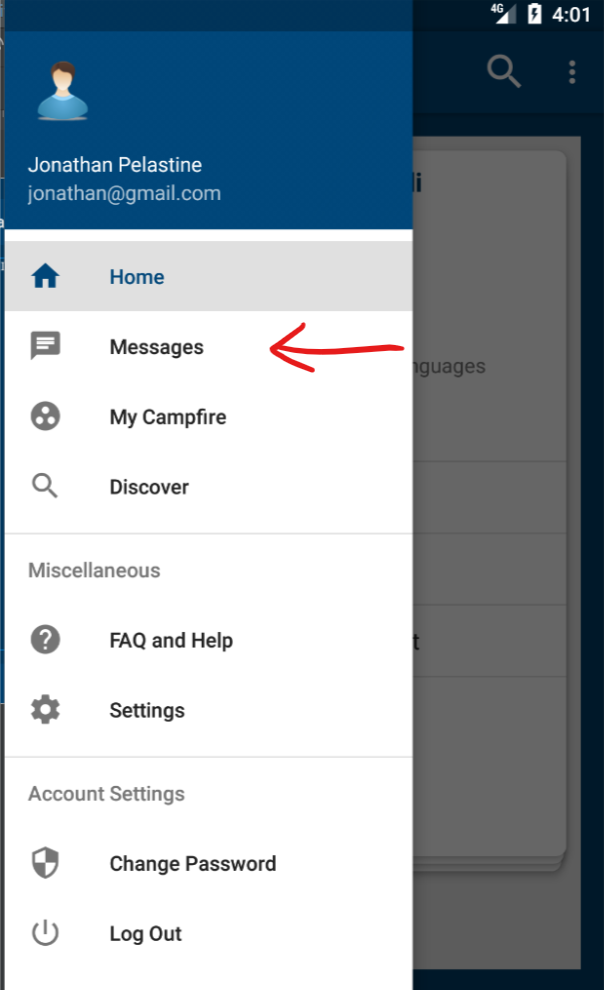 4G 4:01
Jonathan Pelastine
jonathan@gmail.com
Home
Messages
nguages
My Campfire
Discover
Miscellaneous
FAQ and Help
Settings
Account Settings
Change Password
Log Out